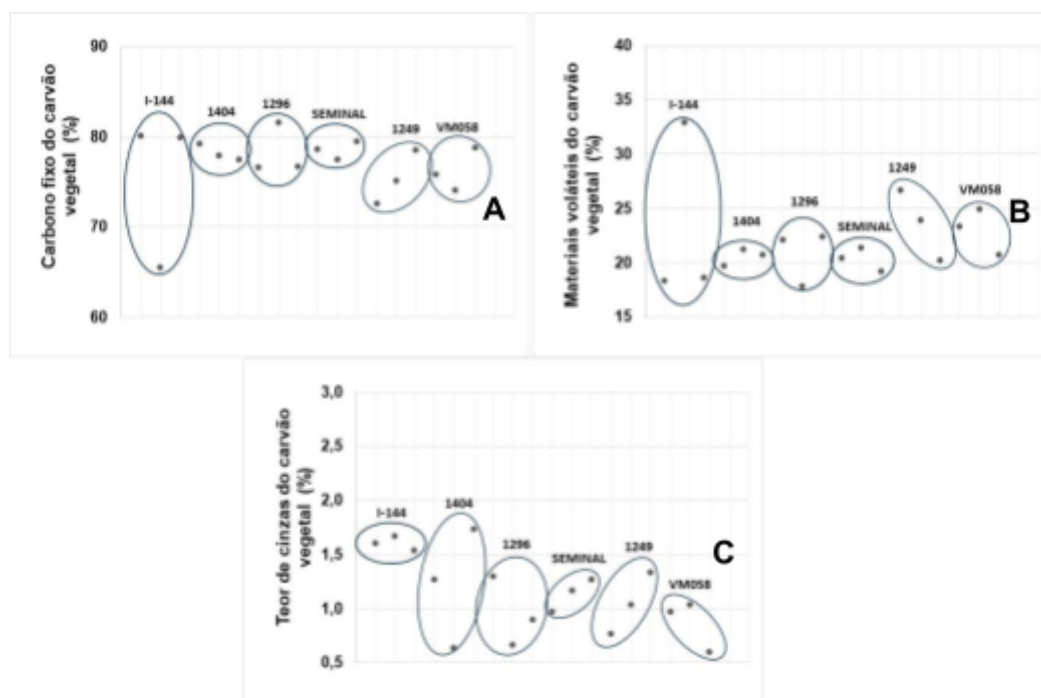 Carbono fixo do carvão
vegetal (%)
90
80
70
60
I-144
1404
1296
SEMINAL
1249
VM058
A
Materiais voláteis do carvão
vegetal (%)
40
35
30
25
20
15
I-144
1404
1296
SEMINAL
1249
VM058
B
Teor de cinzas do carvão
vegetal (%)
3,0
2,5
2,0
1,5
1,0
0,5
I-144
1404
1296
SEMINAL
1249
VM058
C